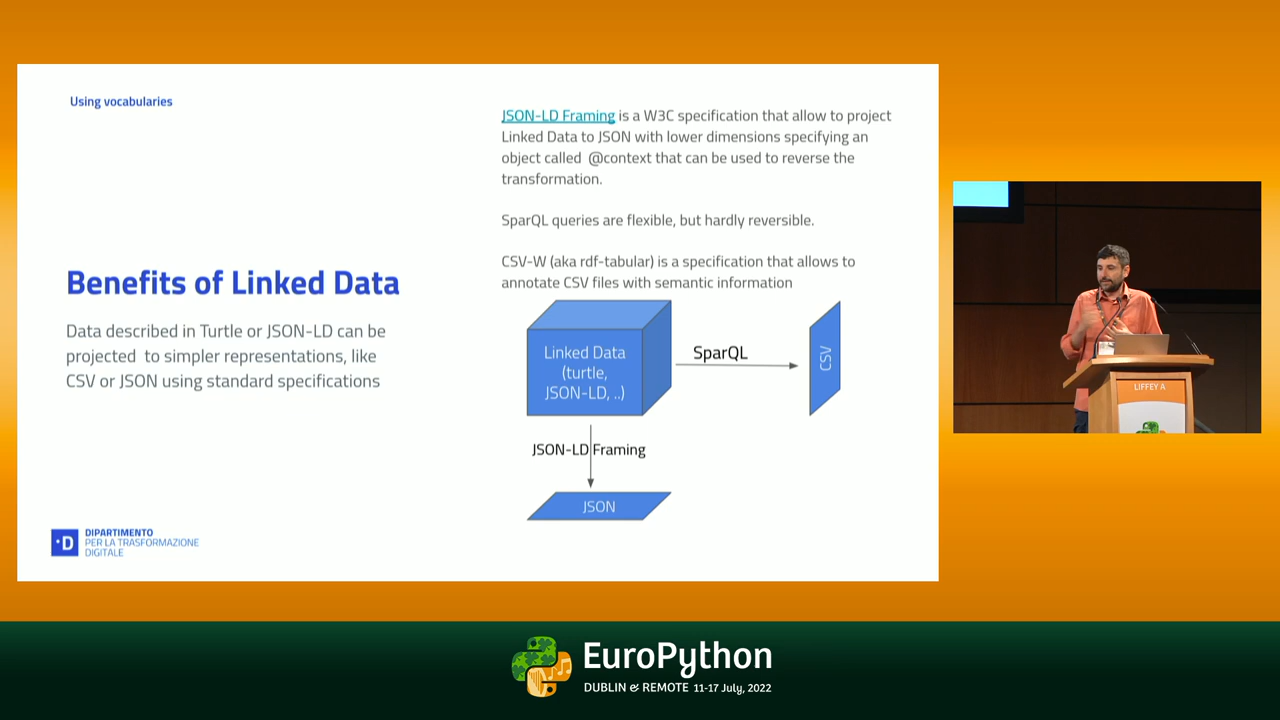 Using vocabularies
Benefits of Linked Data
Data described in Turtle or JSON-LD can be
projected to simpler representations, like
CSV or JSON using standard specifications
JSON-LD Framing is a W3C specification that allow to project
Linked Data to JSON with lower dimensions specifying an
object called @context that can be used to reverse the
transformation.
SparQL queries are flexible, but hardly reversible.
CSV-W (aka rdf-tabular) is a specification that allows to
annotate CSV files with semantic information
Linked Data
(turtle,
JSON-LD, ..)
SparQL
CSV
JSON-LD Framing
JSON
·D
DIPARTIMENTO
PER LA TRASFORMAZIONE
DIGITALE
LIFFEY A
EuroPython
DUBLIN & REMOTE 11-17 July, 2022